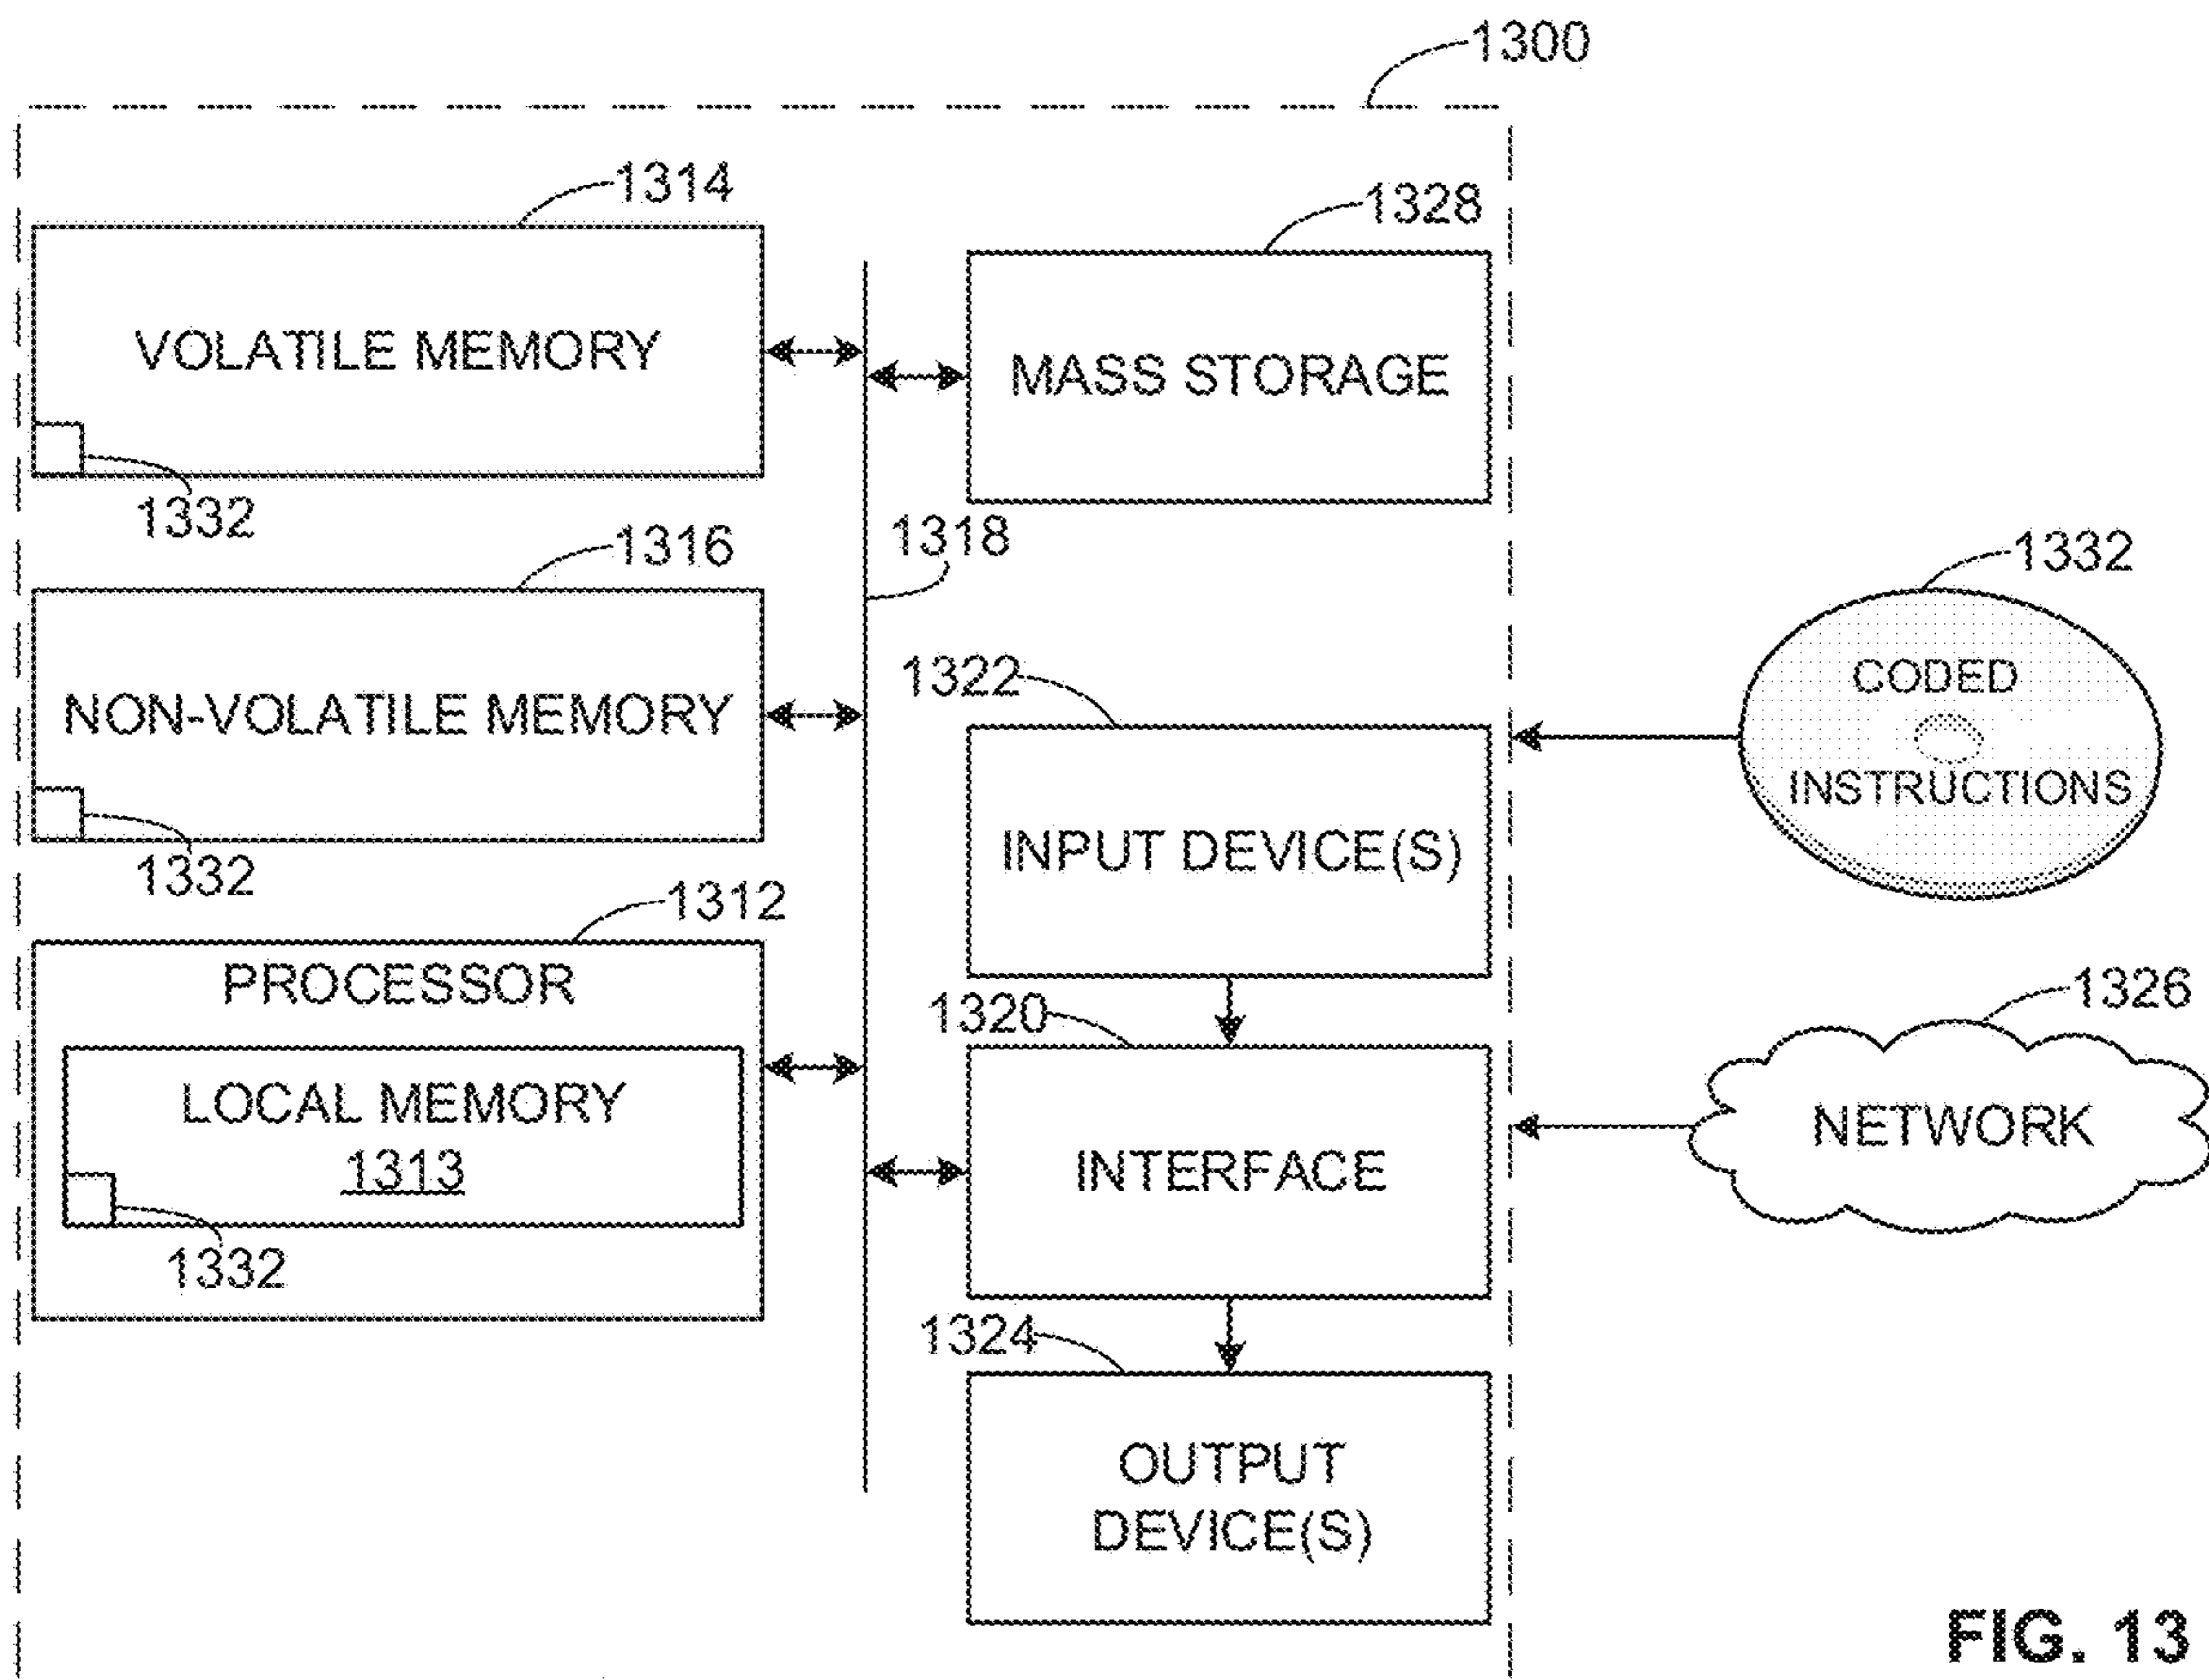 1300
1314
VOLATILE MEMORY
1332
1328
MASS STORAGE
1316
NON-VOLATILE MEMORY
1332
1318
1322
INPUT DEVICE(S)
1332
CODED
INSTRUCTIONS
1312
PROCESSOR
LOCAL MEMORY
1313
1332
1320
INTERFACE
1326
NETWORK
1324
OUTPUT
DEVICE(S)
FIG. 13